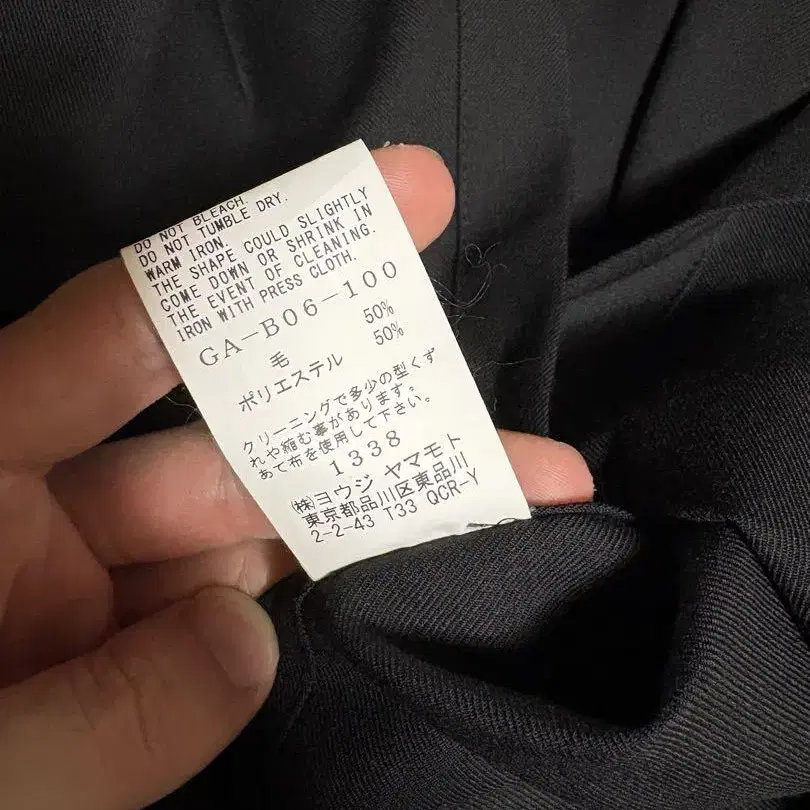 DO NOT BLEACH.
DO NOT TUMBLE DRY.
WARM IRON.
THE SHAPE COULD SLIGHTLY
COME DOWN OR SHRINK IN
THE EVENT OF CLEANING.
IRON WITH PRESS CLOTH.
GA-B06-100
毛 50%
ポリエステル 50%
クリーニングで多少の型くず
れや縮む事があります。
あて布を使用して下さい。
1338
㈱ヨウジ ヤマモト
東京都品川区東品川
2-2-43 T33 QCR-Y